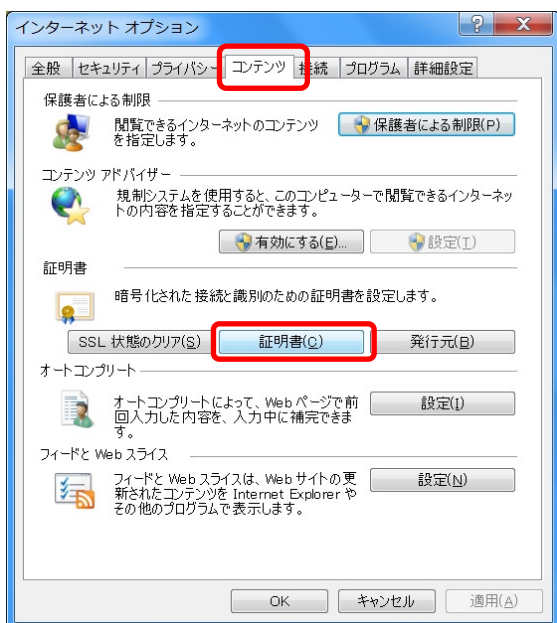 インターネット オプション
? X
全般 セキュリティ プライバシー コンテンツ 接続 プログラム 詳細設定
保護者による制限
閲覧できるインターネットのコンテンツ
を指定します。
保護者による制限(P)
コンテンツ アドバイザー
規制システムを使用すると、このコンピューターで閲覧できるインターネッ
トの内容を指定することができます。
有効にする(E)... 設定(T)
証明書
暗号化された接続と識別のための証明書を設定します。
SSL 状態のクリア(S) 証明書(C) 発行元(B)
オートコンプリート
オートコンプリートによって、Web ページで前
回入力した内容を、入力中に補完できま
す。
設定(I)
フィードと Web スライス
フィードと Web スライスは、Web サイトの更
新されたコンテンツを Internet Explorer や
その他のプログラムで表示します。
設定(N)
OK キャンセル 適用(A)